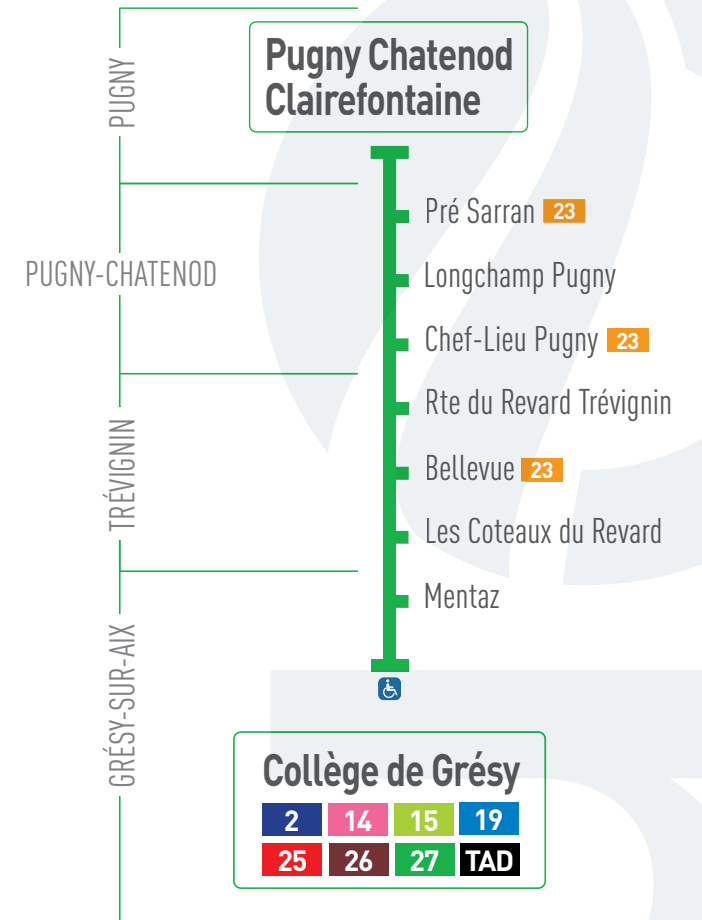 PUGNY
Pugny Chatenod
Clairefontaine
Pré Sarran 23
PUGNY-CHATENOD
Longchamp Pugny
Chef-Lieu Pugny 23
Rte du Revard Trévignin
TRÉVIGNIN
Bellevue 23
Les Coteaux du Revard
Mentaz
GRÉSY-SUR-AIX
Collège de Grésy
2 14 15 19
25 26 27 TAD